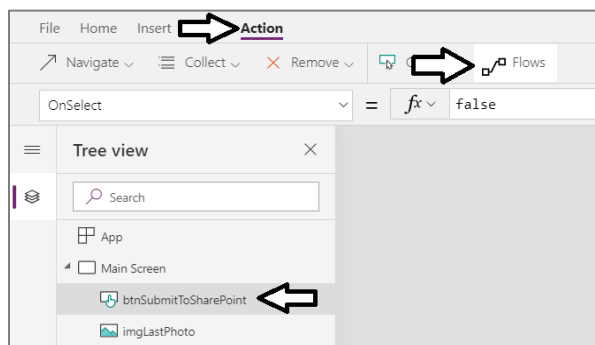 File Home Insert Action
Navigate Collect Remove Flows
OnSelect = fx false
Tree view
Search
App
Main Screen
btnSubmitToSharePoint
imgLastPhoto